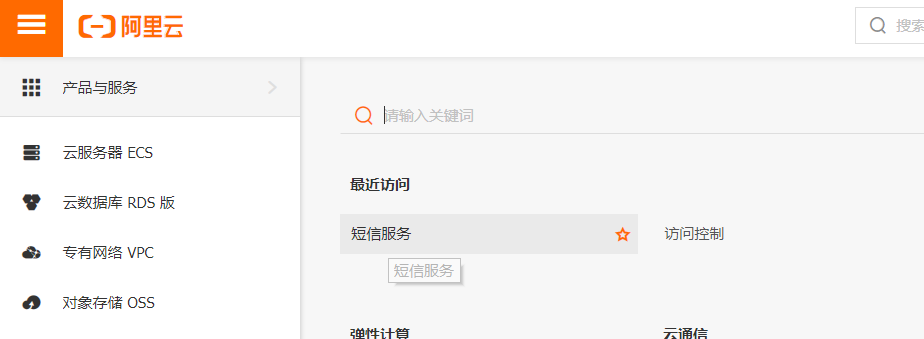 阿里云
搜索
产品与服务
请输入关键词
云服务器 ECS
最近访问
云数据库 RDS 版
短信服务
访问控制
专有网络 VPC
短信服务
对象存储 OSS
弹性计算
云通信